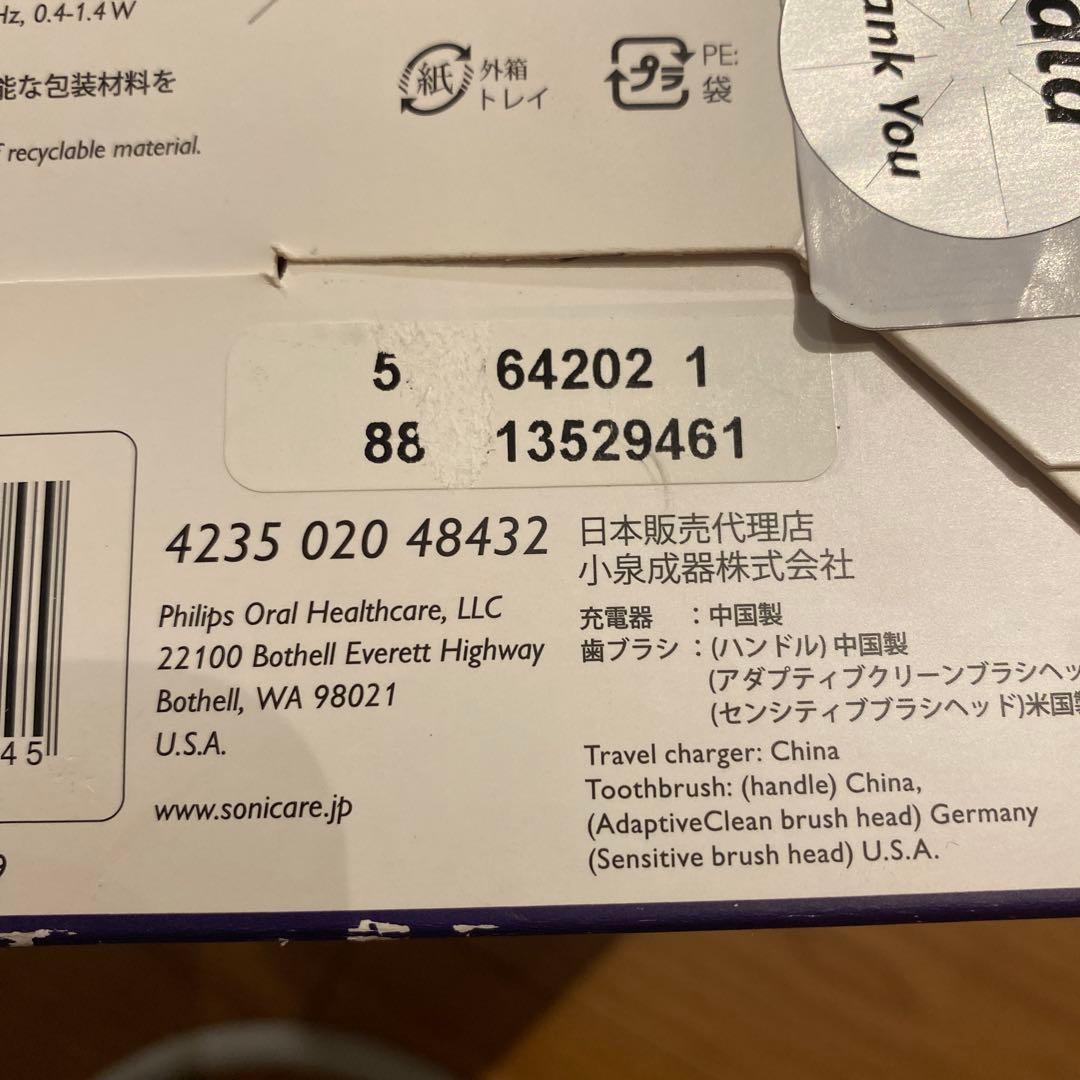 Hz, 0.4-1.4 W
能な包装材料を
recyclable material.
紙 外箱
トレイ
プラ PE:
袋
ank You
ala
5 64202 1
88 13529461
45
9
4235 020 48432
Philips Oral Healthcare, LLC
22100 Bothell Everett Highway
Bothell, WA 98021
U.S.A.
www.sonicare.jp
日本販売代理店
小泉成器株式会社
充電器 :中国製
歯ブラシ:(ハンドル) 中国製
(アダプティブクリーンブラシヘッ
(センシティブブラシヘッド)米国製
Travel charger: China
Toothbrush: (handle) China,
(AdaptiveClean brush head) Germany
(Sensitive brush head) U.S.A.